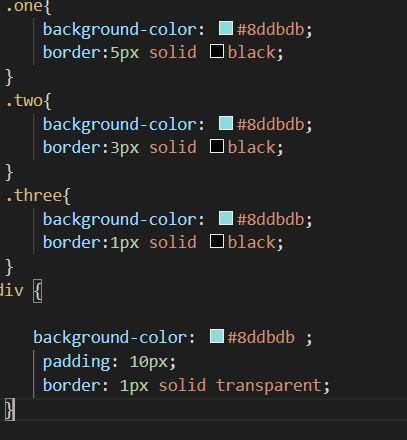 .one{
background-color: #8ddbdb;
border:5px solid black;
}
.two{
background-color: #8ddbdb;
border:3px solid black;
}
.three{
background-color: #8ddbdb;
border:1px solid black;
}
div {
background-color: #8ddbdb ;
padding: 10px;
border: 1px solid transparent;
}